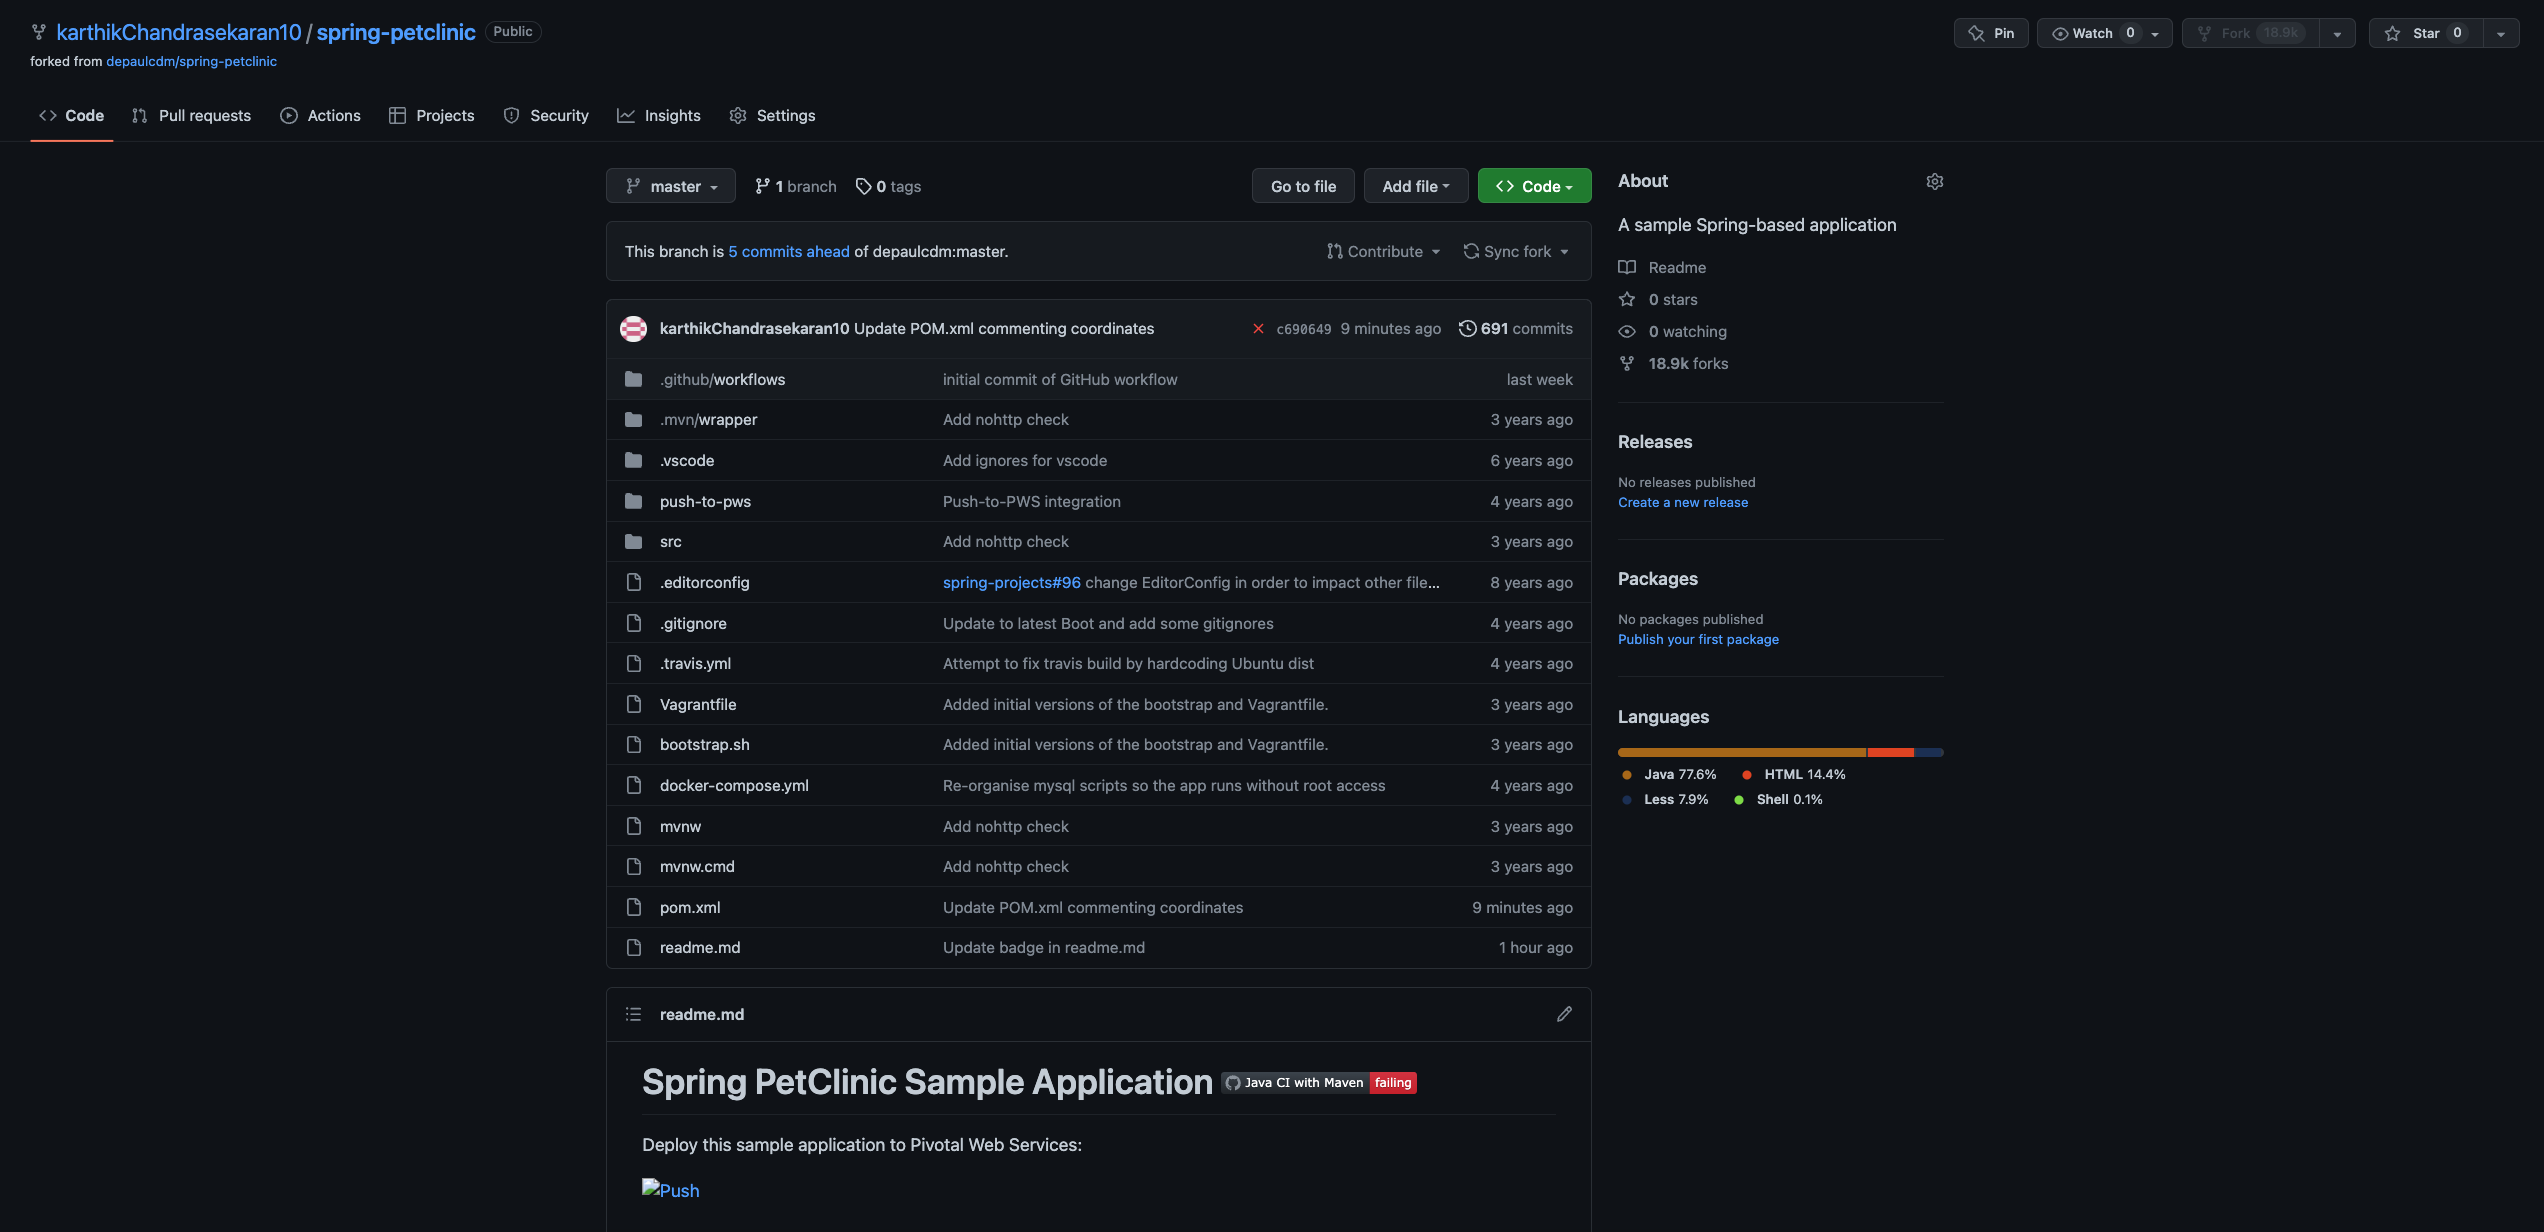 karthikChandrasekaran10 / spring-petclinic Public
Pin Watch 0 Fork 18.9k Star 0
forked from depaulcdm/spring-petclinic
Code Pull requests Actions Projects Security Insights Settings
master 1 branch 0 tags Go to file Add file Code
This branch is 5 commits ahead of depaulcdm:master. Contribute Sync fork
karthikChandrasekaran10 Update POM.xml commenting coordinates c690649 9 minutes ago 691 commits
.github/workflows initial commit of GitHub workflow last week
.mvn/wrapper Add nohttp check 3 years ago
.vscode Add ignores for vscode 6 years ago
push-to-pws Push-to-PWS integration 4 years ago
src Add nohttp check 3 years ago
.editorconfig spring-projects#96 change EditorConfig in order to impact other file... 8 years ago
.gitignore Update to latest Boot and add some gitignores 4 years ago
.travis.yml Attempt to fix travis build by hardcoding Ubuntu dist 4 years ago
Vagrantfile Added initial versions of the bootstrap and Vagrantfile. 3 years ago
bootstrap.sh Added initial versions of the bootstrap and Vagrantfile. 3 years ago
docker-compose.yml Re-organise mysql scripts so the app runs without root access 4 years ago
mvnw Add nohttp check 3 years ago
mvnw.cmd Add nohttp check 3 years ago
pom.xml Update POM.xml commenting coordinates 9 minutes ago
readme.md Update badge in readme.md 1 hour ago
readme.md
Spring PetClinic Sample Application Java CI with Maven failing
Deploy this sample application to Pivotal Web Services:
Push
About
A sample Spring-based application
Readme
0 stars
0 watching
18.9k forks
Releases
No releases published
Create a new release
Packages
No packages published
Publish your first package
Languages
Java 77.6% HTML 14.4%
Less 7.9% Shell 0.1%